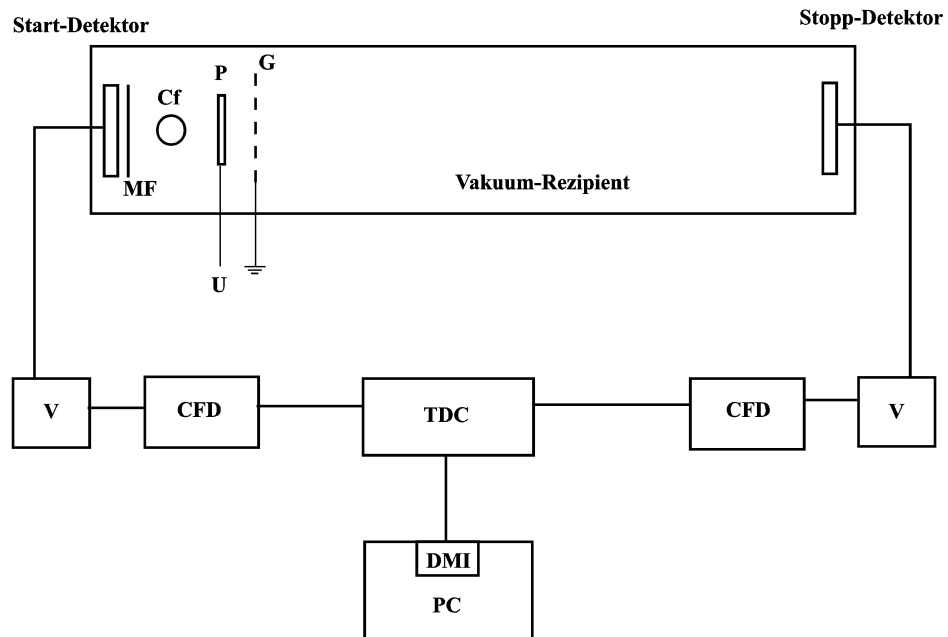 Start-Detektor
Stopp-Detektor
G
P
Cf
MF
Vakuum-Rezipient
U
V
CFD
TDC
CFD
V
DMI
PC